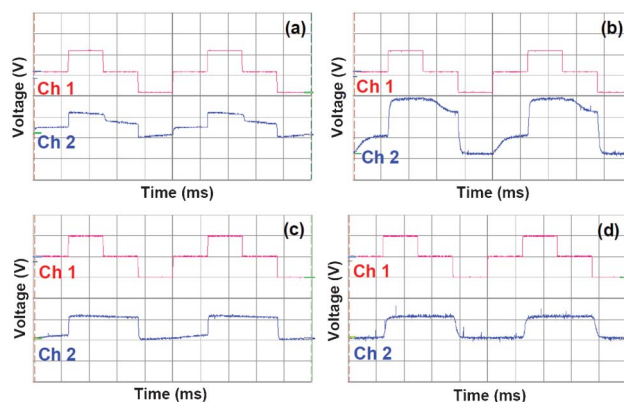 (a)
Voltage (V)
Ch 1
Ch 2
Time (ms)
(b)
Voltage (V)
Ch 1
Ch 2
Time (ms)
(c)
Voltage (V)
Ch 1
Ch 2
Time (ms)
(d)
Voltage (V)
Ch 1
Ch 2
Time (ms)